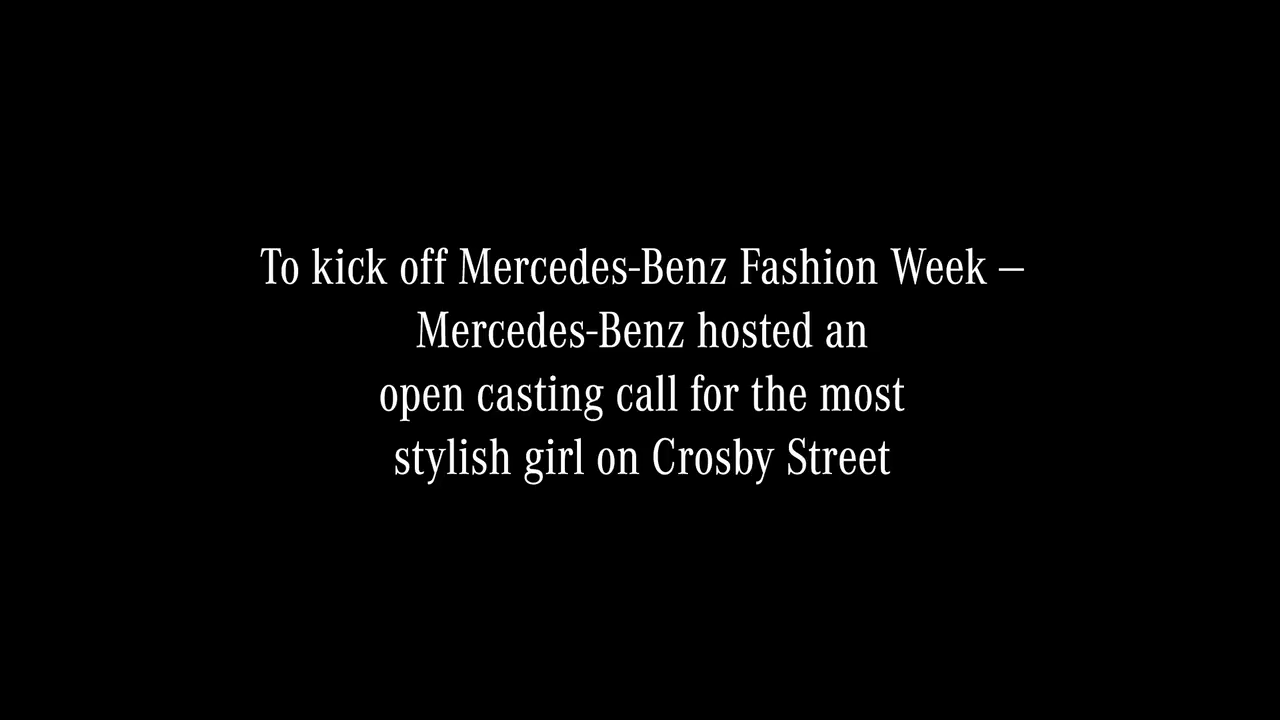 To kick off Mercedes-Benz Fashion Week –
Mercedes-Benz hosted an
open casting call for the most
stylish girl on Crosby Street